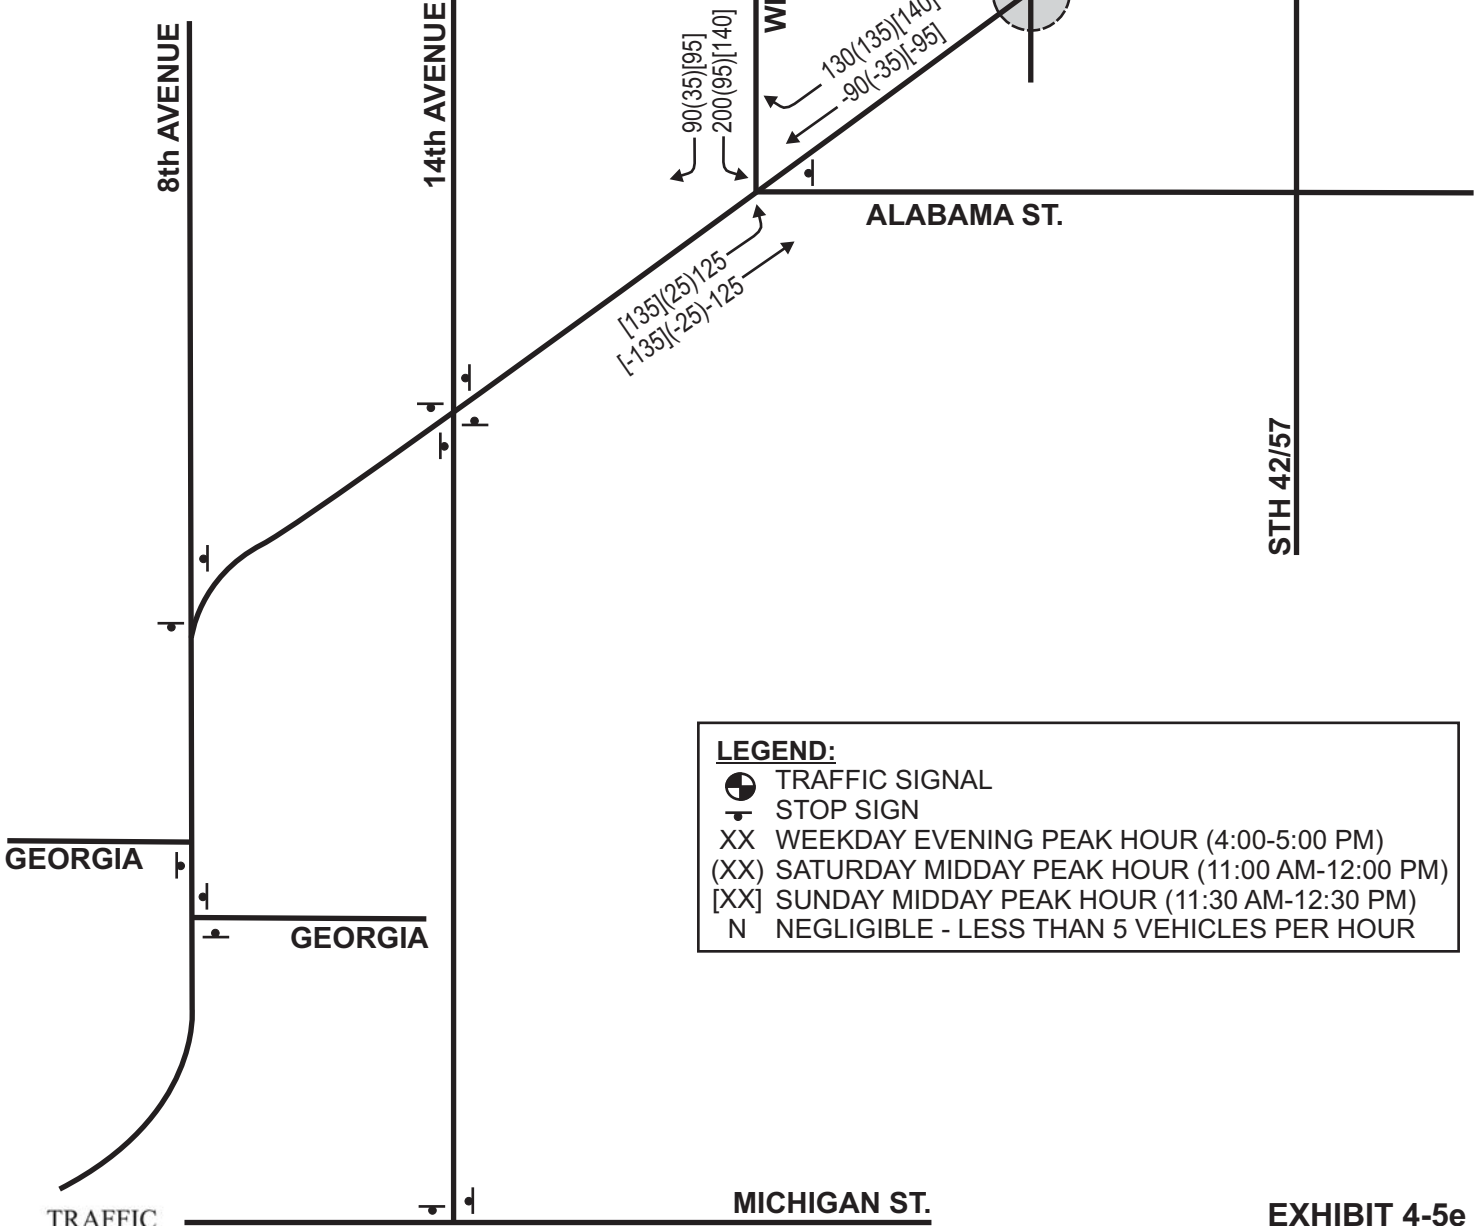 8th AVENUE
14th AVENUE
90(35)[95]
200(95)[140]
130(135)[140]
-90(-35)[-95]
ALABAMA ST.
[135](25)125
[-135](-25)-125
STH 42/57
LEGEND:
TRAFFIC SIGNAL
STOP SIGN
XX WEEKDAY EVENING PEAK HOUR (4:00-5:00 PM)
(XX) SATURDAY MIDDAY PEAK HOUR (11:00 AM-12:00 PM)
[XX] SUNDAY MIDDAY PEAK HOUR (11:30 AM-12:30 PM)
N NEGLIGIBLE - LESS THAN 5 VEHICLES PER HOUR
GEORGIA
GEORGIA
MICHIGAN ST.
TRAFFIC
EXHIBIT 4-5e